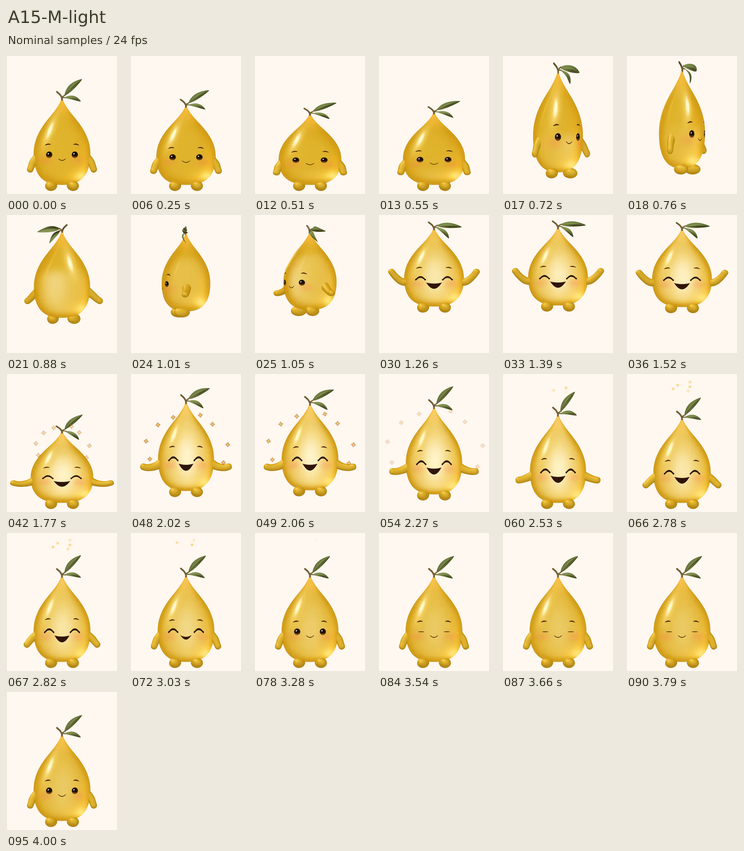 A15-M-light
Nominal samples / 24 fps
000 0.00 s
006 0.25 s
012 0.51 s
013 0.55 s
017 0.72 s
018 0.76 s
021 0.88 s
024 1.01 s
025 1.05 s
030 1.26 s
033 1.39 s
036 1.52 s
042 1.77 s
048 2.02 s
049 2.06 s
054 2.27 s
060 2.53 s
066 2.78 s
067 2.82 s
072 3.03 s
078 3.28 s
084 3.54 s
087 3.66 s
090 3.79 s
095 4.00 s